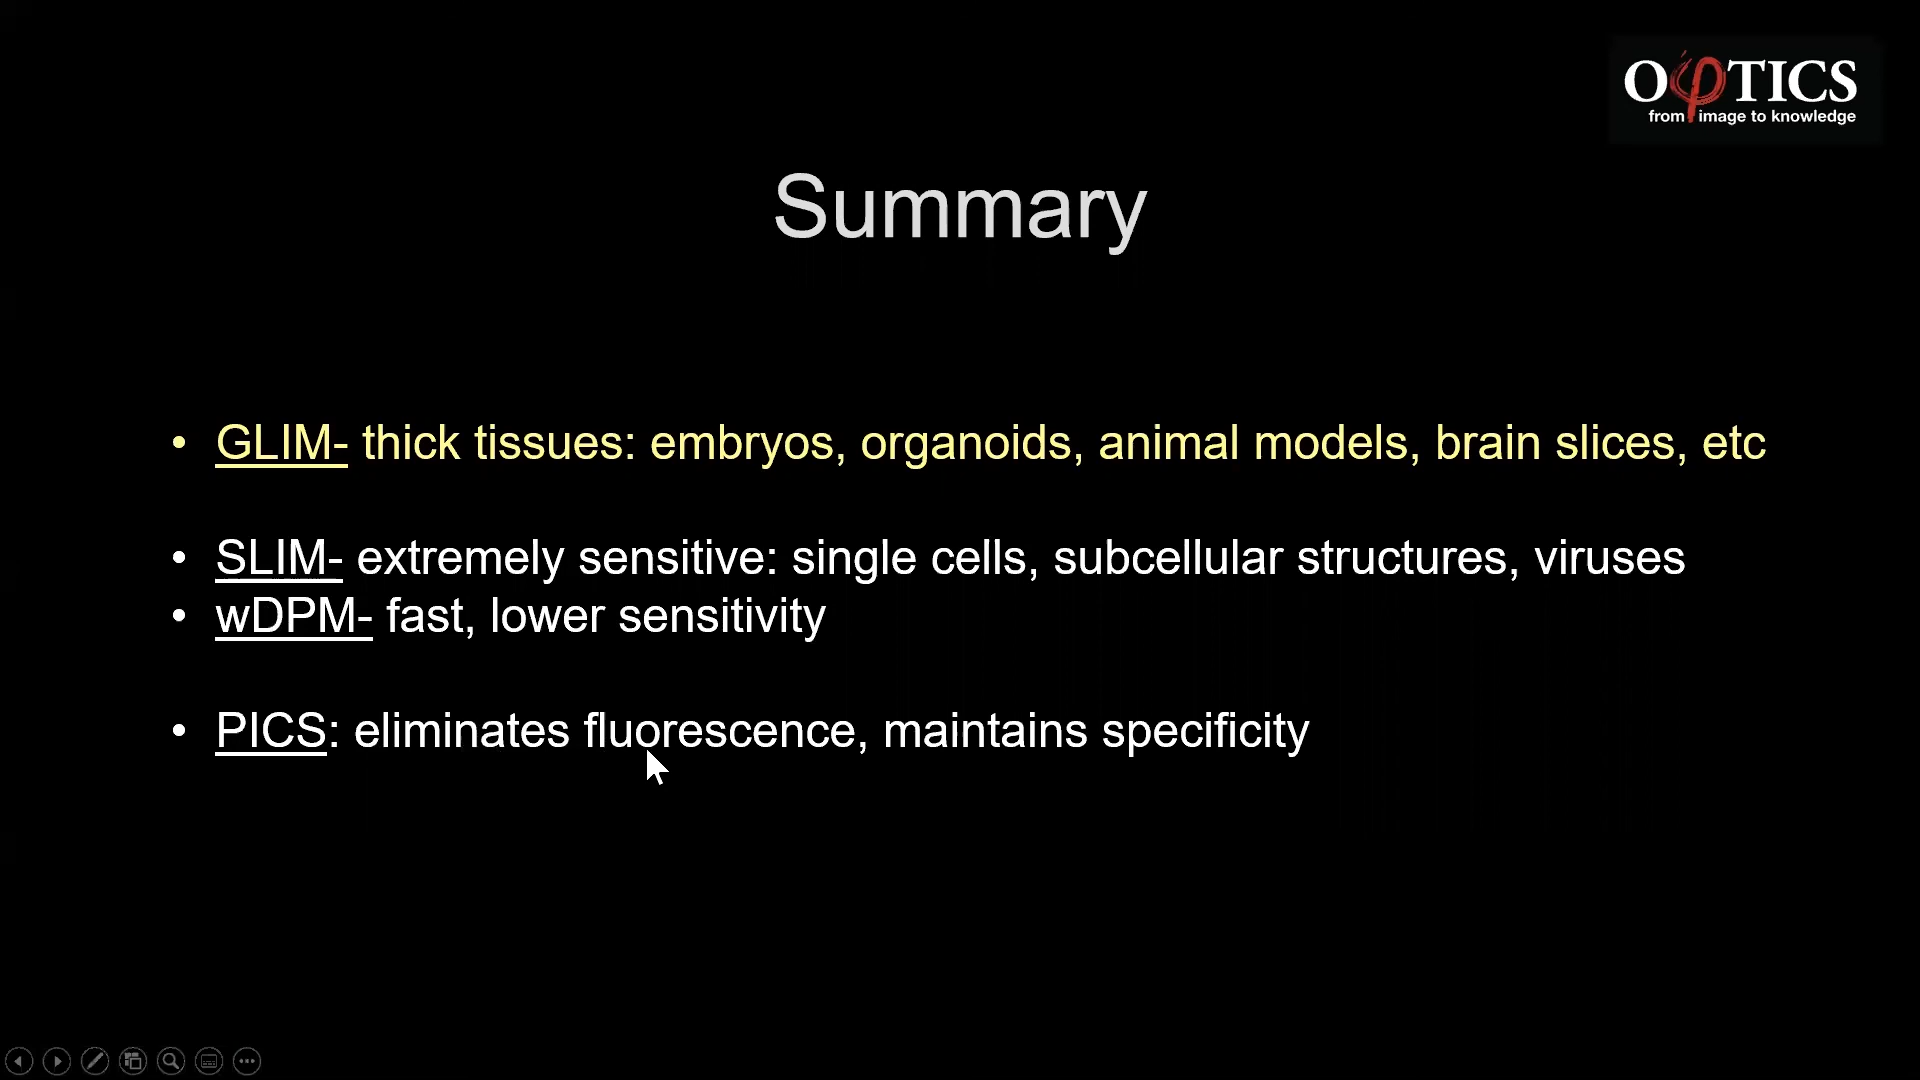 OφTICS
from image to knowledge
Summary
• GLIM- thick tissues: embryos, organoids, animal models, brain slices, etc
• SLIM- extremely sensitive: single cells, subcellular structures, viruses
• wDPM- fast, lower sensitivity
• PICS: eliminates fluorescence, maintains specificity